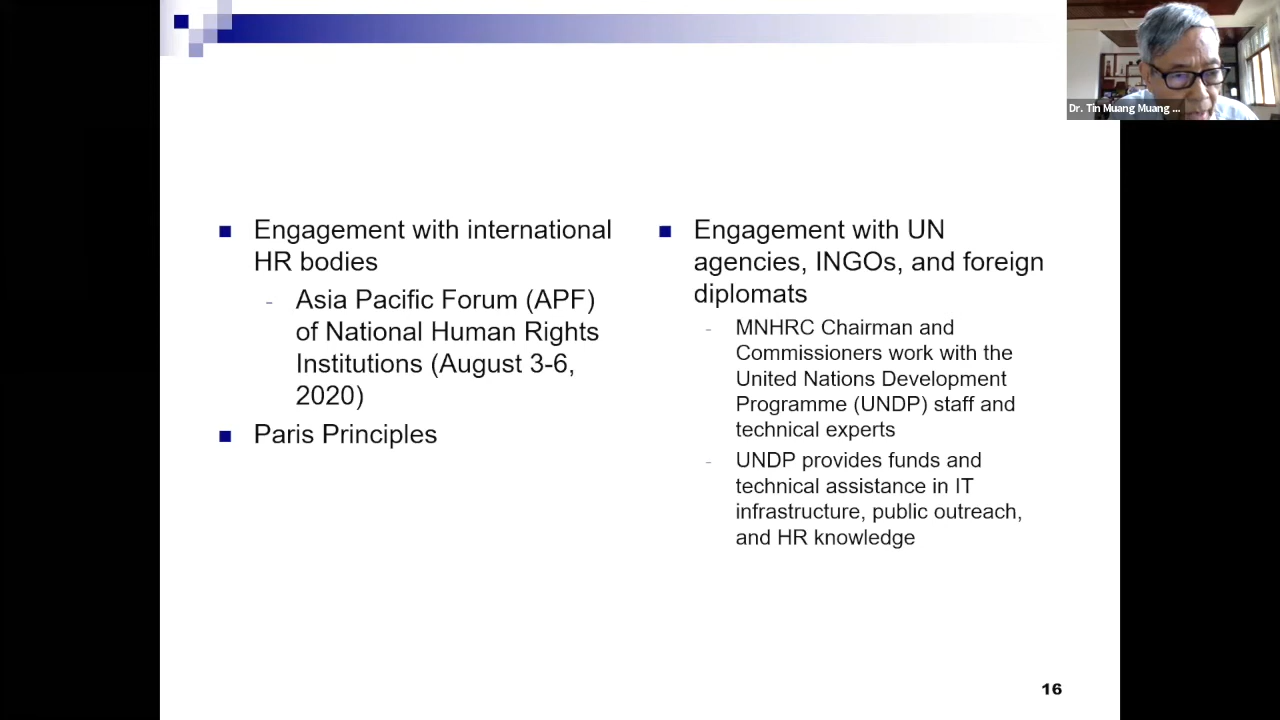 Dr. Tin Muang Muang ...
■ Engagement with international
HR bodies
- Asia Pacific Forum (APF)
of National Human Rights
Institutions (August 3-6,
2020)
■ Paris Principles
■ Engagement with UN
agencies, INGOs, and foreign
diplomats
- MNHRC Chairman and
Commissioners work with the
United Nations Development
Programme (UNDP) staff and
technical experts
- UNDP provides funds and
technical assistance in IT
infrastructure, public outreach,
and HR knowledge
16